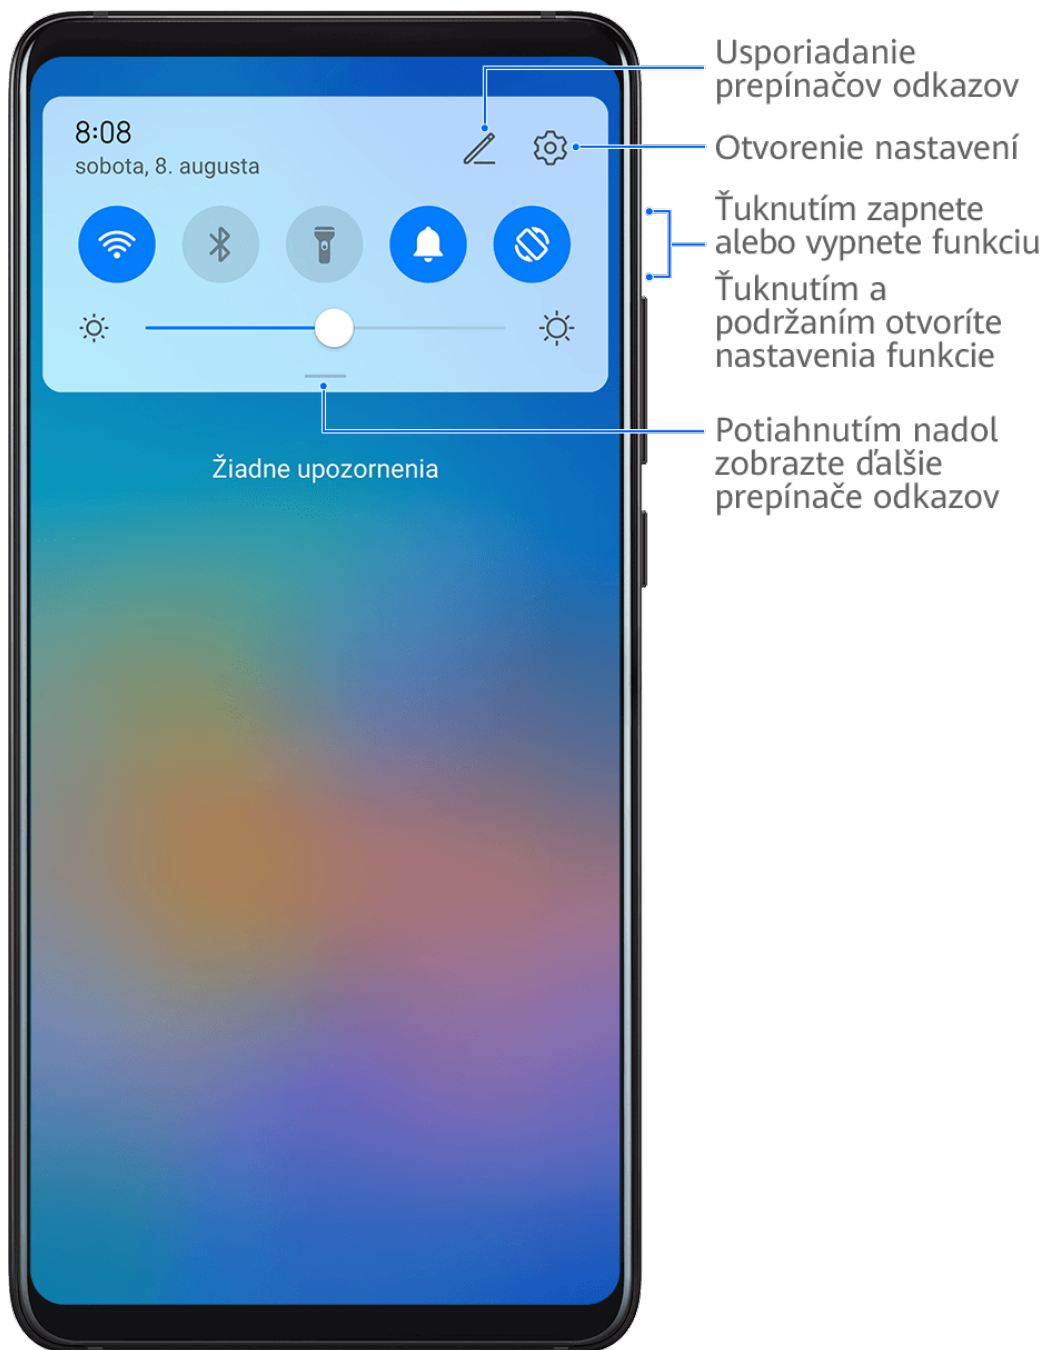 Usporiadanie
prepínačov odkazov
8:08
sobota, 8. augusta
Otvorenie nastavení
Ťuknutím zapnete
alebo vypnete funkciu
Ťuknutím a
podržaním otvoríte
nastavenia funkcie
Potiahnutím nadol
zobrazte ďalšie
prepínače odkazov
Žiadne upozornenia